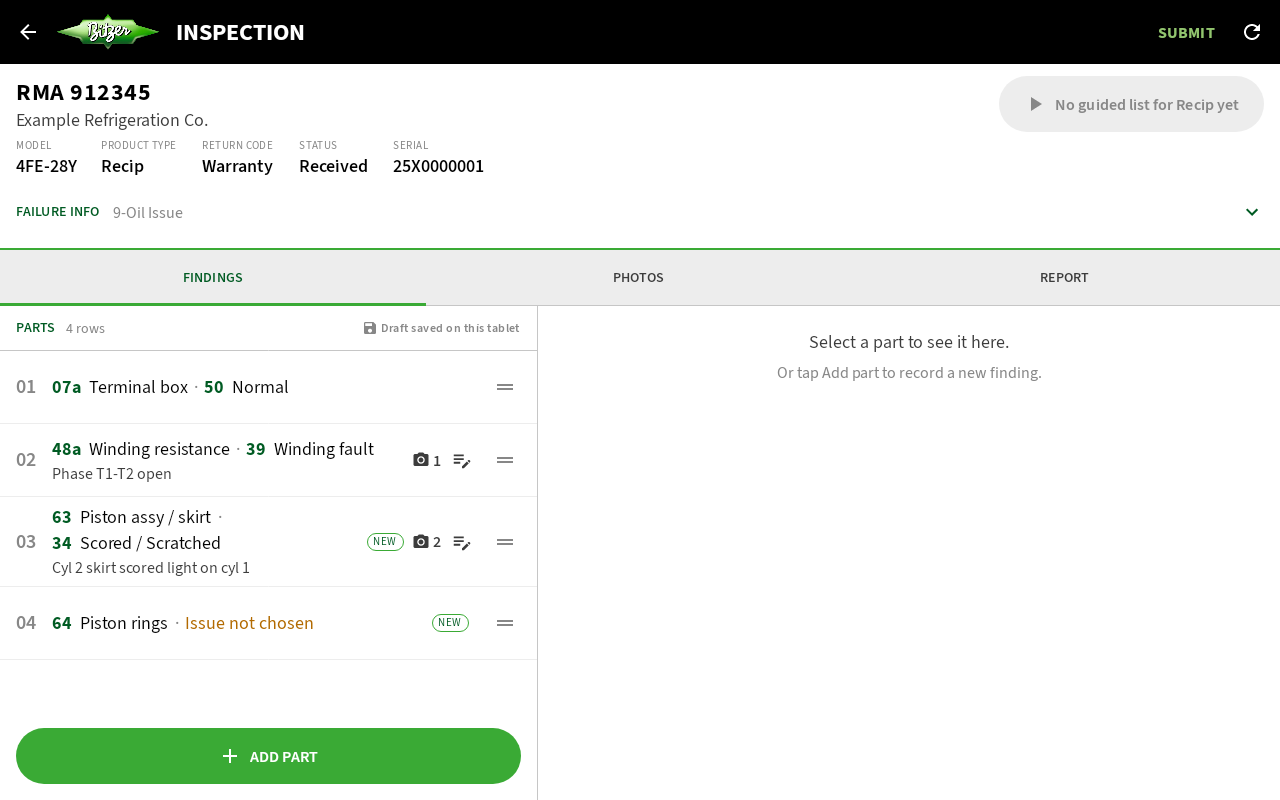 Bitzer
INSPECTION
SUBMIT
RMA 912345
Example Refrigeration Co.
No guided list for Recip yet
MODEL PRODUCT TYPE RETURN CODE STATUS SERIAL
4FE-28Y Recip Warranty Received 25X0000001
FAILURE INFO 9-Oil Issue
FINDINGS PHOTOS REPORT
PARTS 4 rows Draft saved on this tablet
01 07a Terminal box · 50 Normal
02 48a Winding resistance · 39 Winding fault 1
Phase T1-T2 open
63 Piston assy / skirt ·
03 34 Scored / Scratched NEW 2
Cyl 2 skirt scored light on cyl 1
04 64 Piston rings · Issue not chosen NEW
ADD PART
Select a part to see it here.
Or tap Add part to record a new finding.